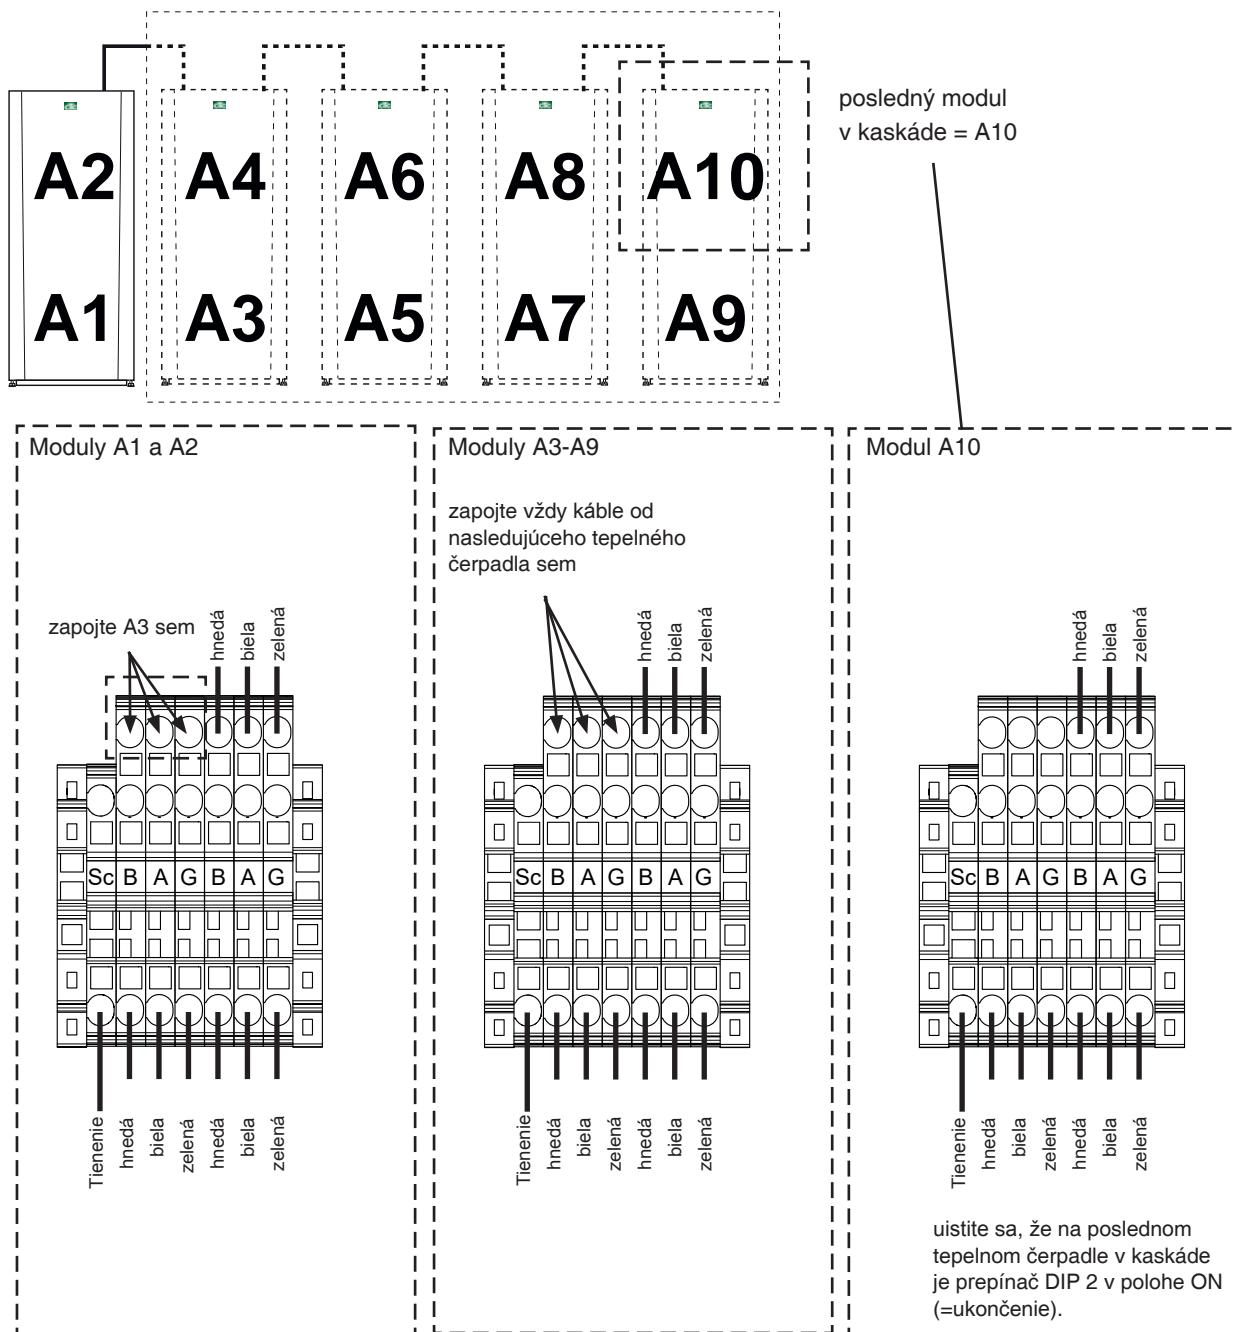 A2 A4 A6 A8 A10
A1 A3 A5 A7 A9
posledný modul
v kaskáde = A10
Moduly A1 a A2
zapojte A3 sem
hnedá
biela
zelená
Sc B A G B A G
Tienenie
hnedá
biela
zelená
hnedá
biela
zelená
Moduly A3-A9
zapojte vždy káble od
nasledujúceho tepelného
čerpadla sem
hnedá
biela
zelená
Sc B A G B A G
Tienenie
hnedá
biela
zelená
hnedá
biela
zelená
Modul A10
hnedá
biela
zelená
Sc B A G B A G
Tienenie
hnedá
biela
zelená
hnedá
biela
zelená
uistite sa, že na poslednom
tepelnom čerpadle v kaskáde
je prepínač DIP 2 v polohe ON
(=ukončenie).